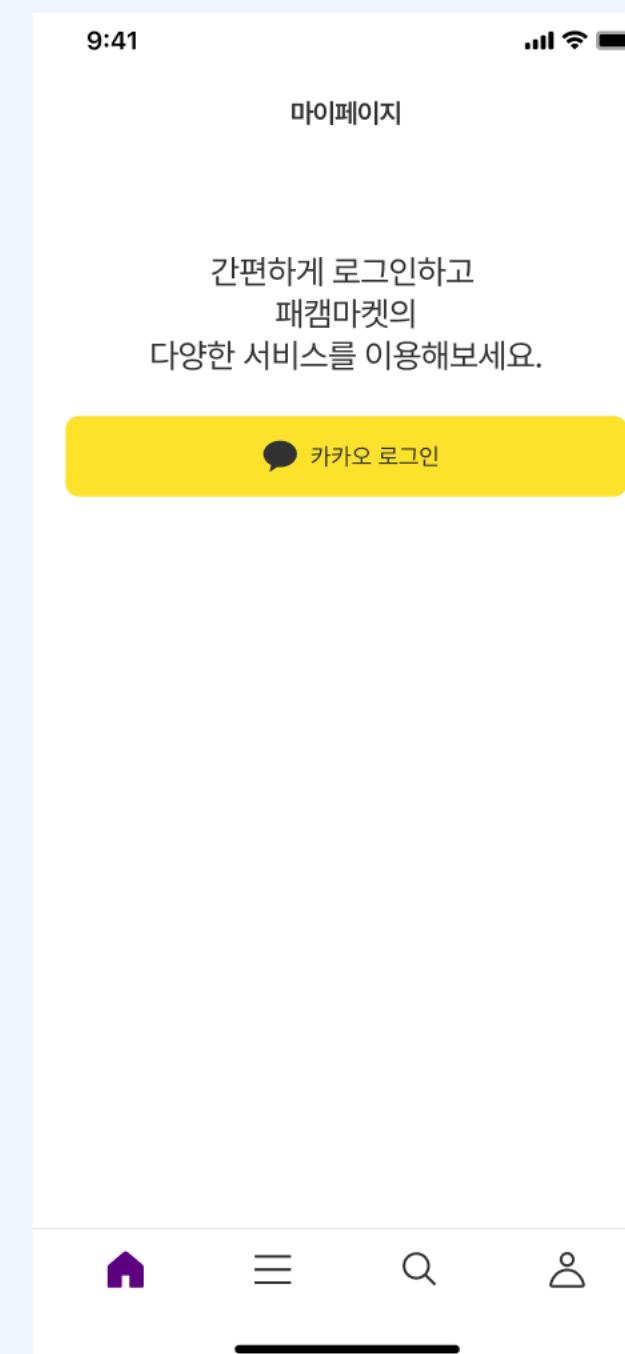 9:41
마이페이지
간편하게 로그인하고
패캠마켓의
다양한 서비스를 이용해보세요.
카카오 로그인